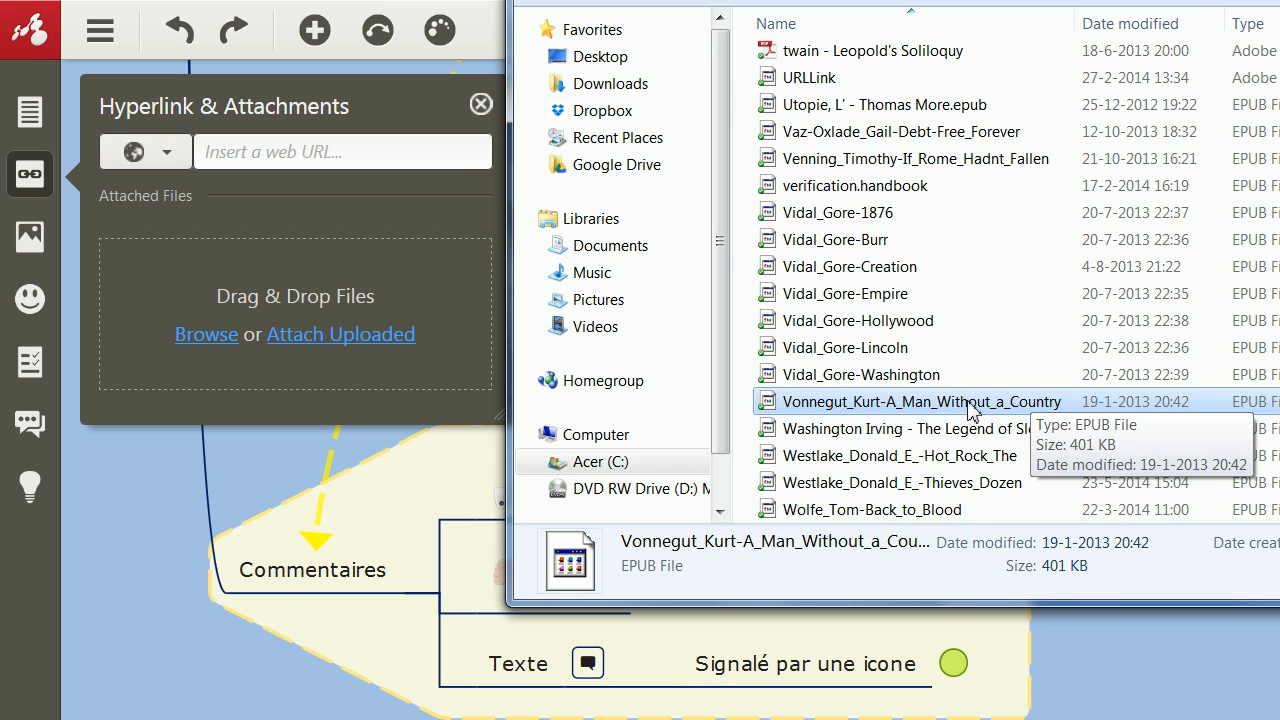 Hyperlink & Attachments
Insert a web URL...
Attached Files
Drag & Drop Files
Browse or Attach Uploaded
Commentaires
Texte
Signalé par une icone
Favorites
Desktop
Downloads
Dropbox
Recent Places
Google Drive
Libraries
Documents
Music
Pictures
Videos
Homegroup
Computer
Acer (C:)
DVD RW Drive (D:) M
Name Date modified Type
twain - Leopold's Soliloquy 18-6-2013 20:00 Adobe
URLLink 27-2-2014 13:34 Adobe
Utopie, L' - Thomas More.epub 25-12-2012 19:22 EPUB Fi
Vaz-Oxlade_Gail-Debt-Free_Forever 12-10-2013 18:32 EPUB Fi
Venning_Timothy-If_Rome_Hadnt_Fallen 21-10-2013 16:21 EPUB Fi
verification.handbook 17-2-2014 16:19 EPUB Fi
Vidal_Gore-1876 20-7-2013 22:37 EPUB Fi
Vidal_Gore-Burr 20-7-2013 22:36 EPUB Fi
Vidal_Gore-Creation 4-8-2013 21:22 EPUB Fi
Vidal_Gore-Empire 20-7-2013 22:35 EPUB Fi
Vidal_Gore-Hollywood 20-7-2013 22:38 EPUB Fi
Vidal_Gore-Lincoln 20-7-2013 22:36 EPUB Fi
Vidal_Gore-Washington 20-7-2013 22:39 EPUB Fi
Vonnegut_Kurt-A_Man_Without_a_Country 19-1-2013 20:42 EPUB Fi
Washington Irving - The Legend of Sle EPUB Fi
Westlake_Donald_E_-Hot_Rock_The EPUB Fi
Westlake_Donald_E_-Thieves_Dozen 23-5-2014 15:04 EPUB Fi
Wolfe_Tom-Back_to_Blood 22-3-2014 11:00 EPUB Fi
Type: EPUB File
Size: 401 KB
Date modified: 19-1-2013 20:42
Vonnegut_Kurt-A_Man_Without_a_Cou... Date modified: 19-1-2013 20:42 Date creat
EPUB File Size: 401 KB